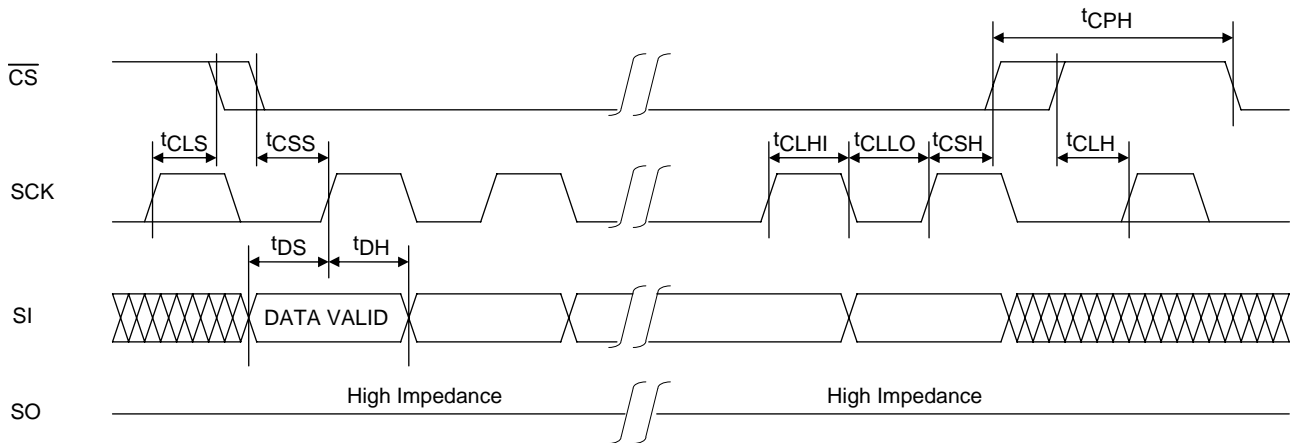 tCPH
CS
tCLS
tCSS
tCLHI
tCLLO
tCSH
tCLH
SCK
tDS
tDH
SI
DATA VALID
High Impedance
High Impedance
SO